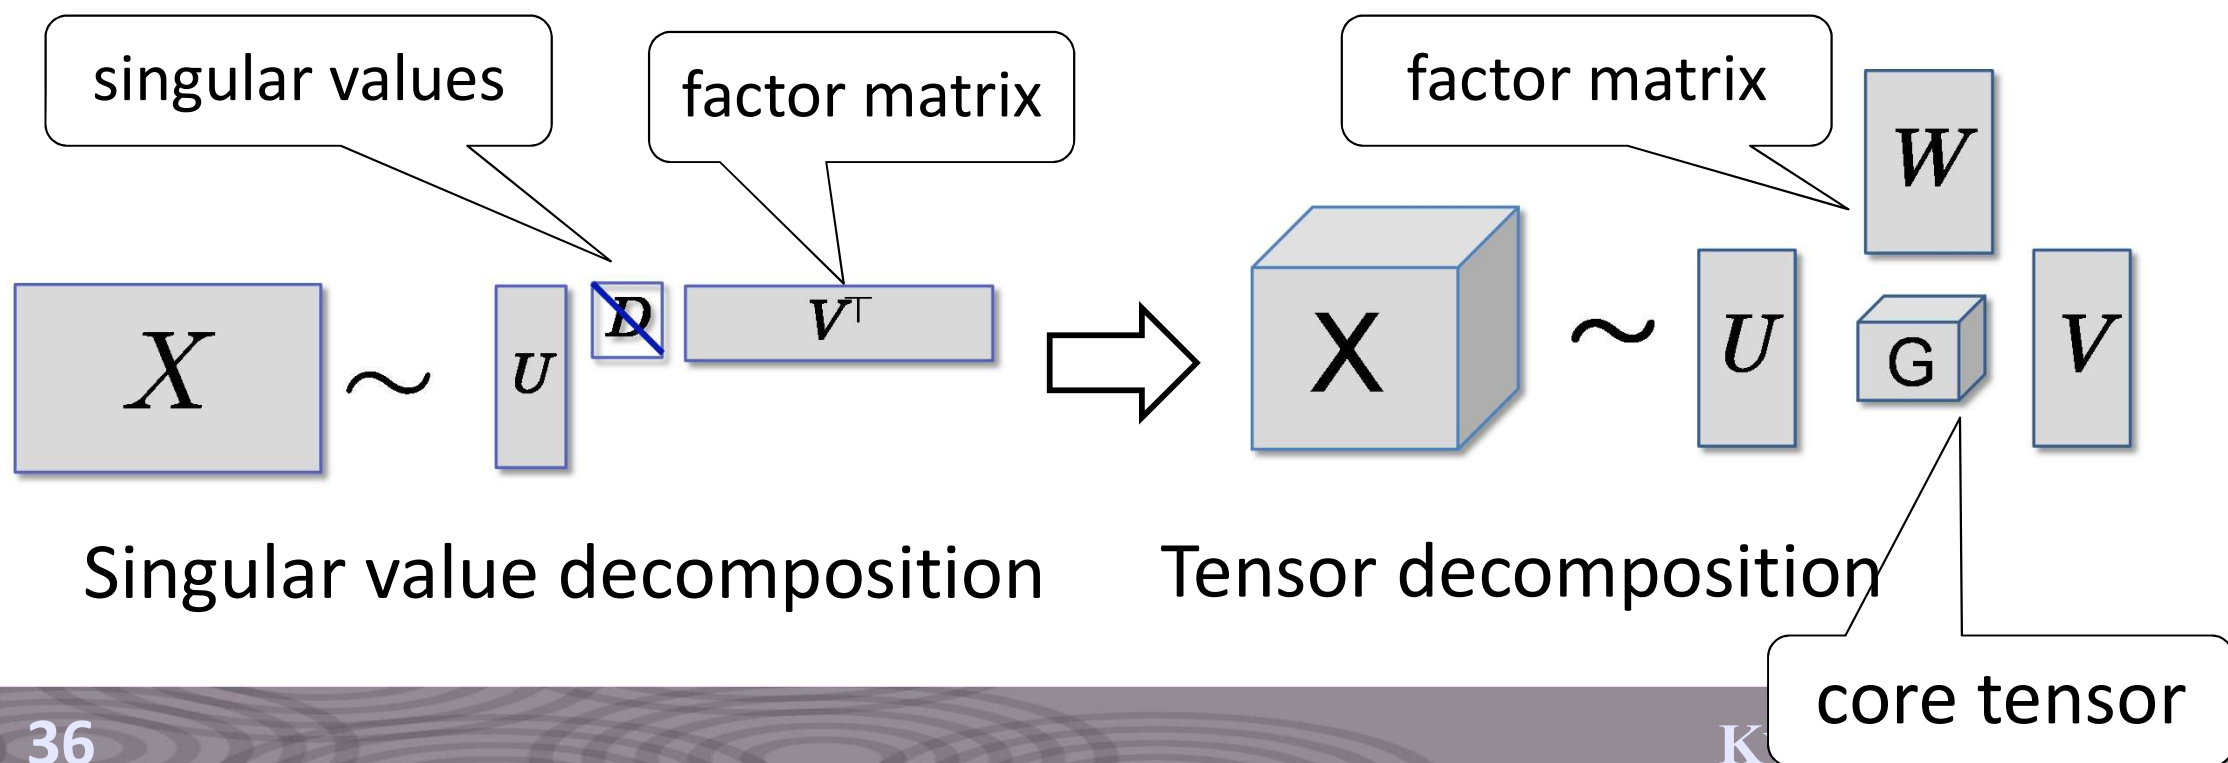 singular values
factor matrix
X ∼ U D V⊤
Singular value decomposition
factor matrix
W
X ∼ U G V
Tensor decomposition
core tensor
36